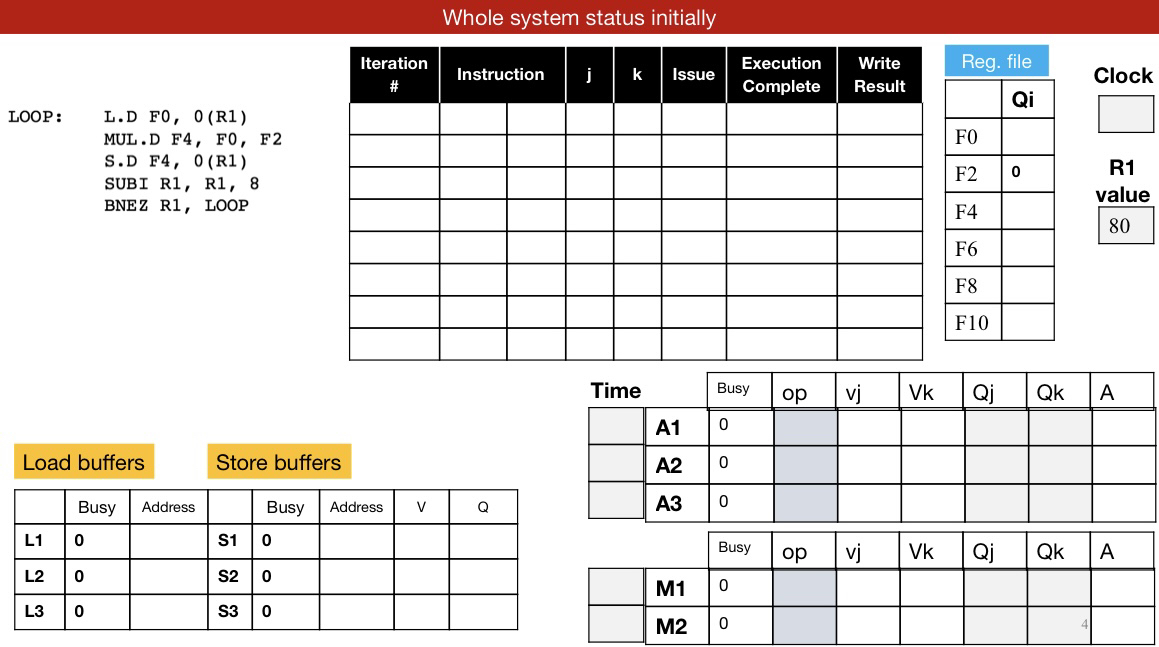 Whole system status initially
LOOP: L.D F0, 0(R1)
MUL.D F4, F0, F2
S.D F4, 0(R1)
SUBI R1, R1, 8
BNEZ R1, LOOP
Iteration # Instruction j k Issue Execution Complete Write Result
Reg. file
Qi
F0
F2 0
F4
F6
F8
F10
Clock
R1 value
80
Load buffers
Busy Address
L1 0
L2 0
L3 0
Store buffers
Busy Address V Q
S1 0
S2 0
S3 0
Time
Busy op vj Vk Qj Qk A
A1 0
A2 0
A3 0
Busy op vj Vk Qj Qk A
M1 0
M2 0
4